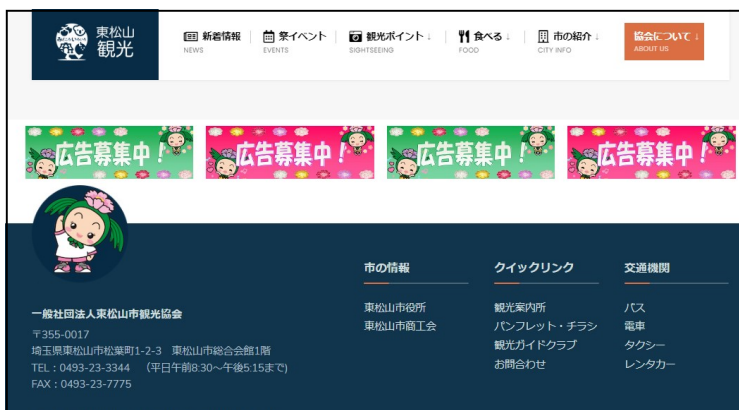 東松山
観光
新着情報
NEWS
祭イベント
EVENTS
観光ポイント↓
SIGHTSEEING
食べる↓
FOOD
市の紹介↓
CITY INFO
協会について↓
ABOUT US
広告募集中！
広告募集中！
広告募集中！
広告募集中！
市の情報
東松山市役所
東松山市商工会
クイックリンク
観光案内所
パンフレット・チラシ
観光ガイドクラブ
お問合わせ
交通機関
バス
電車
タクシー
レンタカー
一般社団法人東松山市観光協会
〒355-0017
埼玉県東松山市松葉町1-2-3　東松山市総合会館1階
TEL：0493-23-3344　（平日午前8:30～午後5:15まで）
FAX：0493-23-7775